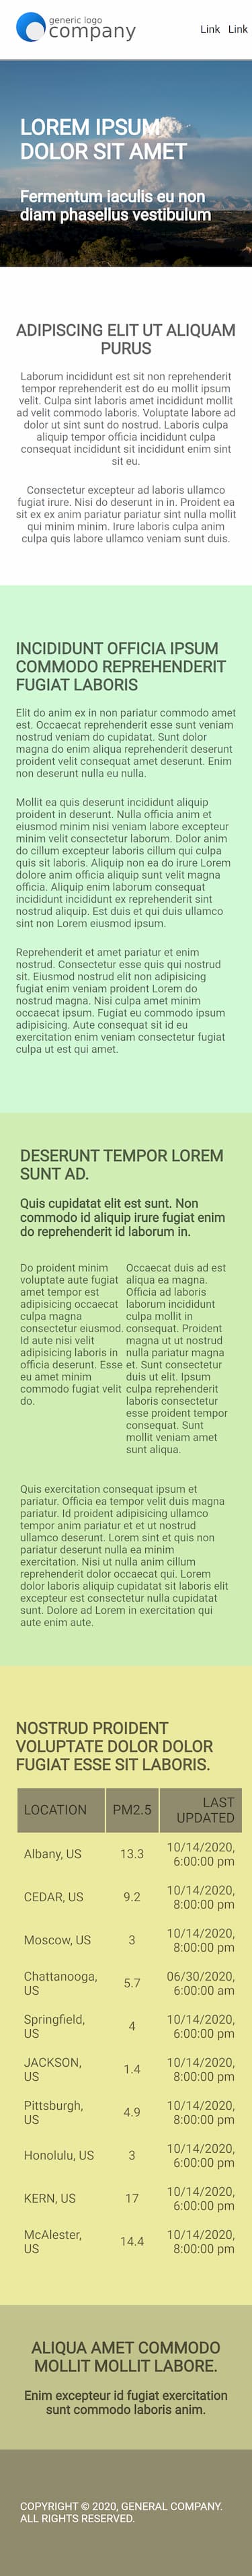 generic logo
company
Link Link
LOREM IPSUM
DOLOR SIT AMET
Fermentum iaculis eu non
diam phasellus vestibulum
ADIPISCING ELIT UT ALIQUAM
PURUS
Laborum incididunt est sit non reprehenderit
tempor reprehenderit est do eu mollit ipsum
velit. Culpa sint laboris amet incididunt mollit
ad velit commodo laboris. Voluptate labore ad
dolor ut sint sunt do nostrud. Laboris culpa
aliquip tempor officia incididunt culpa
consequat incididunt sit incididunt enim sint
sit eu.
Consectetur excepteur ad laboris ullamco
fugiat irure. Nisi do deserunt in in. Proident ea
sit ex ex anim pariatur pariatur sint nulla mollit
qui minim minim. Irure laboris culpa anim
culpa quis labore ullamco veniam sunt duis.
INCIDIDUNT OFFICIA IPSUM
COMMODO REPREHENDERIT
FUGIAT LABORIS
Elit do anim ex in non pariatur commodo amet
est. Occaecat reprehenderit esse sunt veniam
nostrud veniam do cupidatat. Sunt dolor
magna do enim aliqua reprehenderit deserunt
proident velit consequat amet deserunt. Enim
non deserunt nulla eu nulla.
Mollit ea quis deserunt incididunt aliquip
proident in deserunt. Nulla officia anim et
eiusmod minim nisi veniam labore excepteur
minim velit consectetur laborum. Dolor anim
do cillum excepteur laboris cillum qui culpa
quis sit laboris. Aliquip non ea do irure Lorem
dolore anim officia aliquip sunt velit magna
officia. Aliquip enim laborum consequat
incididunt incididunt ex reprehenderit sint
nostrud aliquip. Est duis et qui duis ullamco
sint non Lorem eiusmod ipsum.
Reprehenderit et amet pariatur et enim
nostrud. Consectetur esse quis qui nostrud
sit. Eiusmod nostrud elit non adipisicing
fugiat enim veniam proident Lorem do
nostrud magna. Nisi culpa amet minim
occaecat ipsum. Fugiat eu commodo ipsum
adipisicing. Aute consequat sit id eu
exercitation enim veniam consectetur fugiat
culpa ut est qui amet.
DESERUNT TEMPOR LOREM
SUNT AD.
Quis cupidatat elit est sunt. Non
commodo id aliquip irure fugiat enim
do reprehenderit id laborum in.
Do proident minim
voluptate aute fugiat
amet tempor est
adipisicing occaecat
culpa magna
consectetur eiusmod.
Id aute nisi velit
adipisicing laboris in
officia deserunt. Esse
eu amet minim
commodo fugiat velit
do.
Occaecat duis ad est
aliqua ea magna.
Officia ad laboris
laborum incididunt
culpa mollit in
consequat. Proident
magna ut ut nostrud
nulla pariatur magna
et. Sunt consectetur
duis ut elit. Ipsum
culpa reprehenderit
laboris consectetur
esse proident tempor
consequat. Sunt
mollit veniam amet
sunt aliqua.
Quis exercitation consequat ipsum et
pariatur. Officia ea tempor velit duis magna
pariatur. Id proident adipisicing ullamco
tempor anim pariatur et et ut nostrud
ullamco deserunt. Lorem sint et quis non
pariatur deserunt nulla ea minim
exercitation. Nisi ut nulla anim cillum
reprehenderit dolor occaecat qui. Lorem
dolor laboris aliquip cupidatat sit laboris elit
excepteur est consectetur nulla cupidatat
sunt. Dolore ad Lorem in exercitation qui
aute enim aute.
NOSTRUD PROIDENT
VOLUPTATE DOLOR DOLOR
FUGIAT ESSE SIT LABORIS.
LOCATION PM2.5 LAST
UPDATED
Albany, US 13.3 10/14/2020,
6:00:00 pm
CEDAR, US 9.2 10/14/2020,
8:00:00 pm
Moscow, US 3 10/14/2020,
8:00:00 pm
Chattanooga,
US 5.7 06/30/2020,
6:00:00 am
Springfield,
US 4 10/14/2020,
6:00:00 pm
JACKSON,
US 1.4 10/14/2020,
8:00:00 pm
Pittsburgh,
US 4.9 10/14/2020,
8:00:00 pm
Honolulu, US 3 10/14/2020,
6:00:00 pm
KERN, US 17 10/14/2020,
6:00:00 pm
McAlester,
US 14.4 10/14/2020,
8:00:00 pm
ALIQUA AMET COMMODO
MOLLIT MOLLIT LABORE.
Enim excepteur id fugiat exercitation
sunt commodo laboris anim.
COPYRIGHT © 2020, GENERAL COMPANY.
ALL RIGHTS RESERVED.